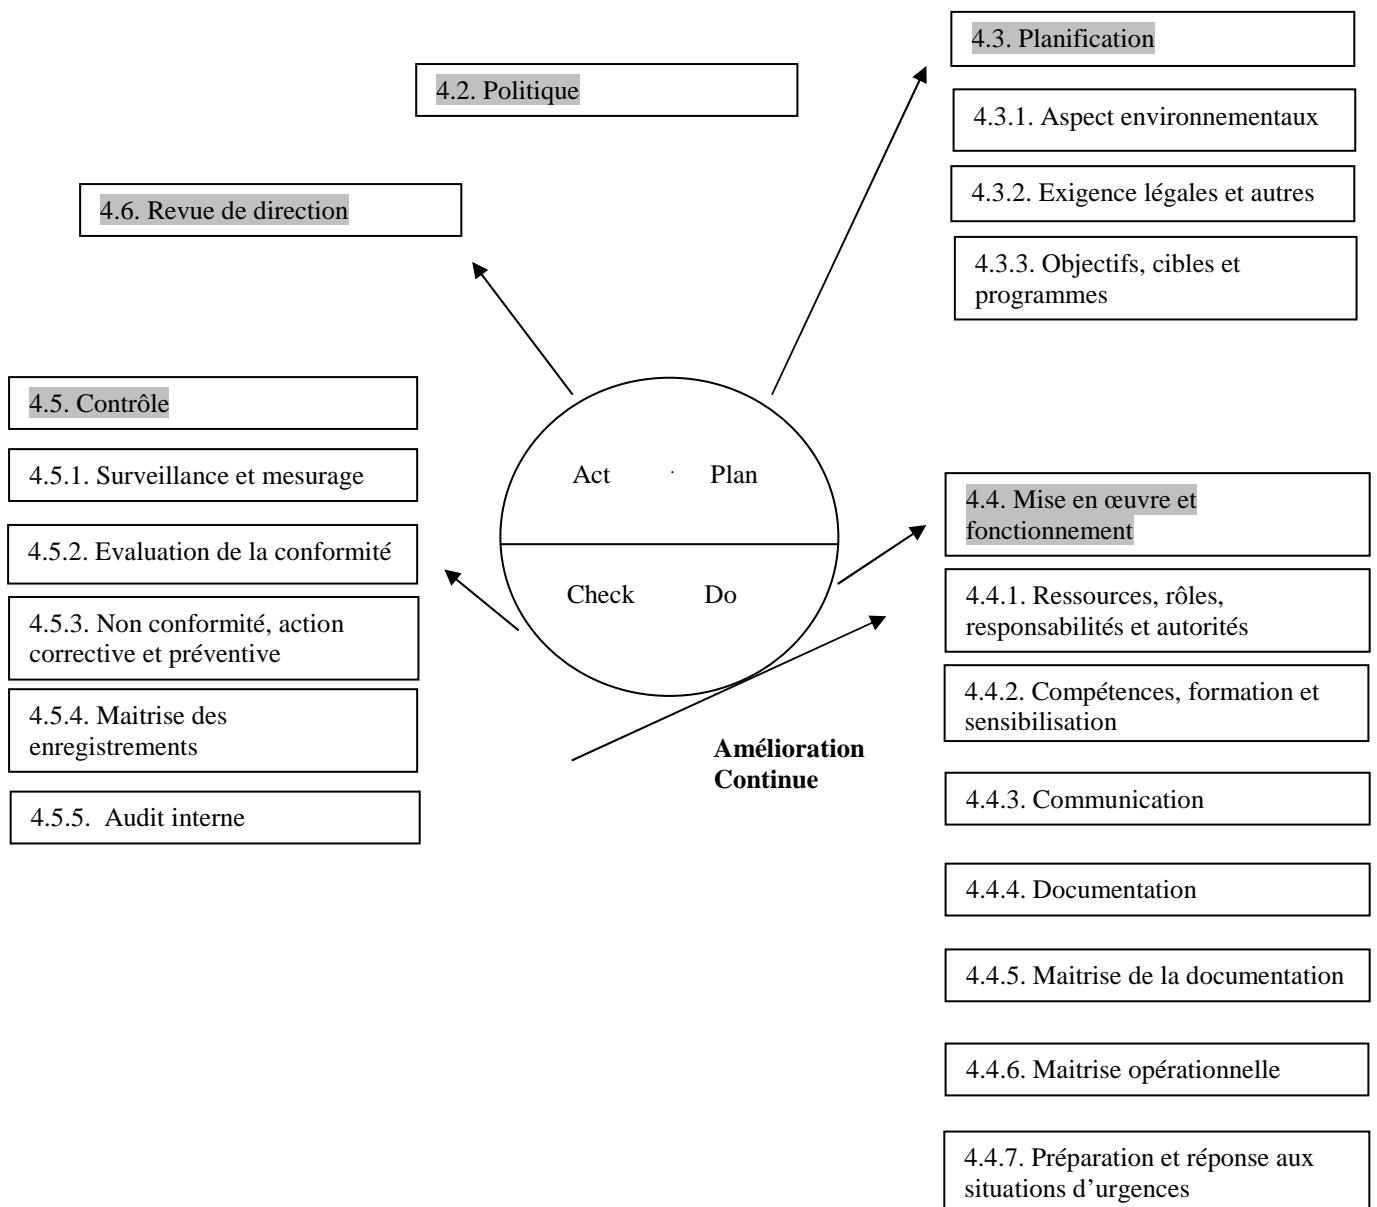 4.3. Planification
4.2. Politique
4.3.1. Aspect environnementaux
4.3.2. Exigence légales et autres
4.6. Revue de direction
4.3.3. Objectifs, cibles et
programmes
4.5. Contrôle
4.5.1. Surveillance et mesurage
4.5.2. Evaluation de la conformité
4.5.3. Non conformité, action
corrective et préventive
4.5.4. Maitrise des
enregistrements
4.5.5. Audit interne
Act
Plan
Check
Do
Amélioration
Continue
4.4. Mise en œuvre et
fonctionnement
4.4.1. Ressources, rôles,
responsabilités et autorités
4.4.2. Compétences, formation et
sensibilisation
4.4.3. Communication
4.4.4. Documentation
4.4.5. Maitrise de la documentation
4.4.6. Maitrise opérationnelle
4.4.7. Préparation et réponse aux
situations d’urgences